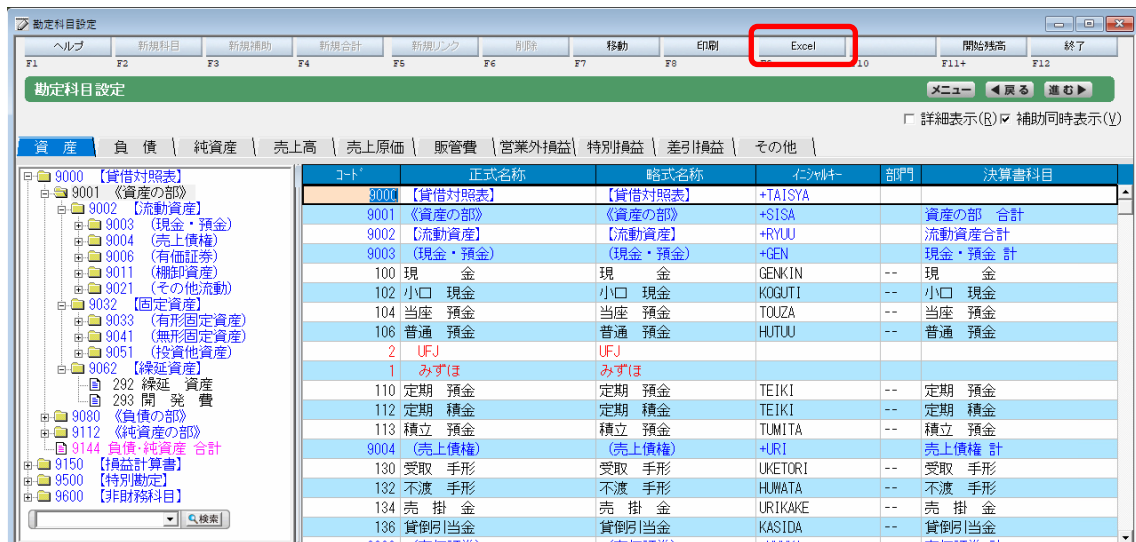 勘定科目設定
ヘルプ 新規科目 新規補助 新規合計 新規リンク 削除 移動 印刷 Excel 開始残高 終了
F1 F2 F3 F4 F5 F6 F7 F8 F10 F11+ F12
勘定科目設定 メニュー ◀戻る 進む▶
詳細表示(R) 補助同時表示(V)
資 産 負 債 純資産 売上高 売上原価 販管費 営業外損益 特別損益 差引損益 その他
9000 【貸借対照表】
9001 《資産の部》
9002 【流動資産】
9003 (現金・預金)
9004 (売上債権)
9006 (有価証券)
9011 (棚卸資産)
9021 (その他流動)
9032 【固定資産】
9033 (有形固定資産)
9041 (無形固定資産)
9051 (投資他資産)
9062 【繰延資産】
292 繰延 資産
293 開 発 費
9080 《負債の部》
9112 《純資産の部》
9144 負債・純資産 合計
9150 【損益計算書】
9500 【特別勘定】
9600 【非財務科目】
検索
コード 正式名称 略式名称 イニシャルキー 部門 決算書科目
9000 【貸借対照表】 【貸借対照表】 +TAISYA
9001 《資産の部》 《資産の部》 +SISA 資産の部 合計
9002 【流動資産】 【流動資産】 +RYUU 流動資産合計
9003 (現金・預金) (現金・預金) +GEN 現金・預金 計
100 現 金 現 金 GENKIN -- 現 金
102 小口 現金 小口 現金 KOGUTI -- 小口 現金
104 当座 預金 当座 預金 TOUZA -- 当座 預金
106 普通 預金 普通 預金 HUTUU -- 普通 預金
2 UFJ UFJ
1 みずほ みずほ
110 定期 預金 定期 預金 TEIKI -- 定期 預金
112 定期 積金 定期 積金 TEIKI -- 定期 積金
113 積立 預金 積立 預金 TUMITA -- 積立 預金
9004 (売上債権) (売上債権) +URI 売上債権 計
130 受取 手形 受取 手形 UKETORI -- 受取 手形
132 不渡 手形 不渡 手形 HUWATA -- 不渡 手形
134 売 掛 金 売 掛 金 URIKAKE -- 売 掛 金
136 貸倒引当金 貸倒引当金 KASIDA -- 貸倒引当金